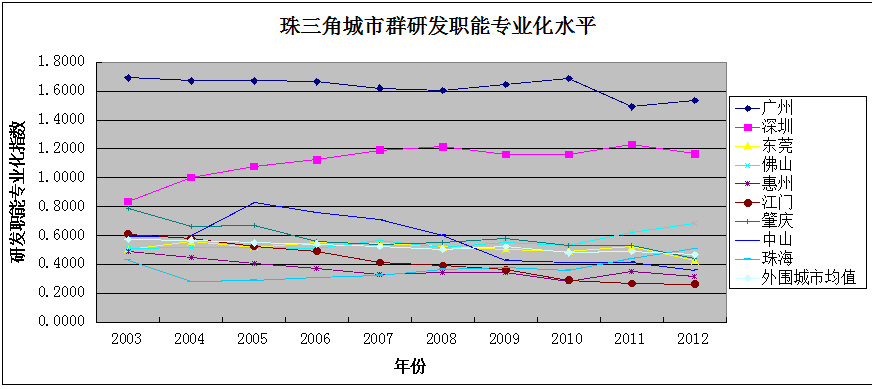 珠三角城市群研发职能专业化水平
研发职能专业化指数
1.8000
1.6000
1.4000
1.2000
1.0000
0.8000
0.6000
0.4000
0.2000
0.0000
2003 2004 2005 2006 2007 2008 2009 2010 2011 2012
年份
广州
深圳
东莞
佛山
惠州
江门
肇庆
中山
珠海
外围城市均值